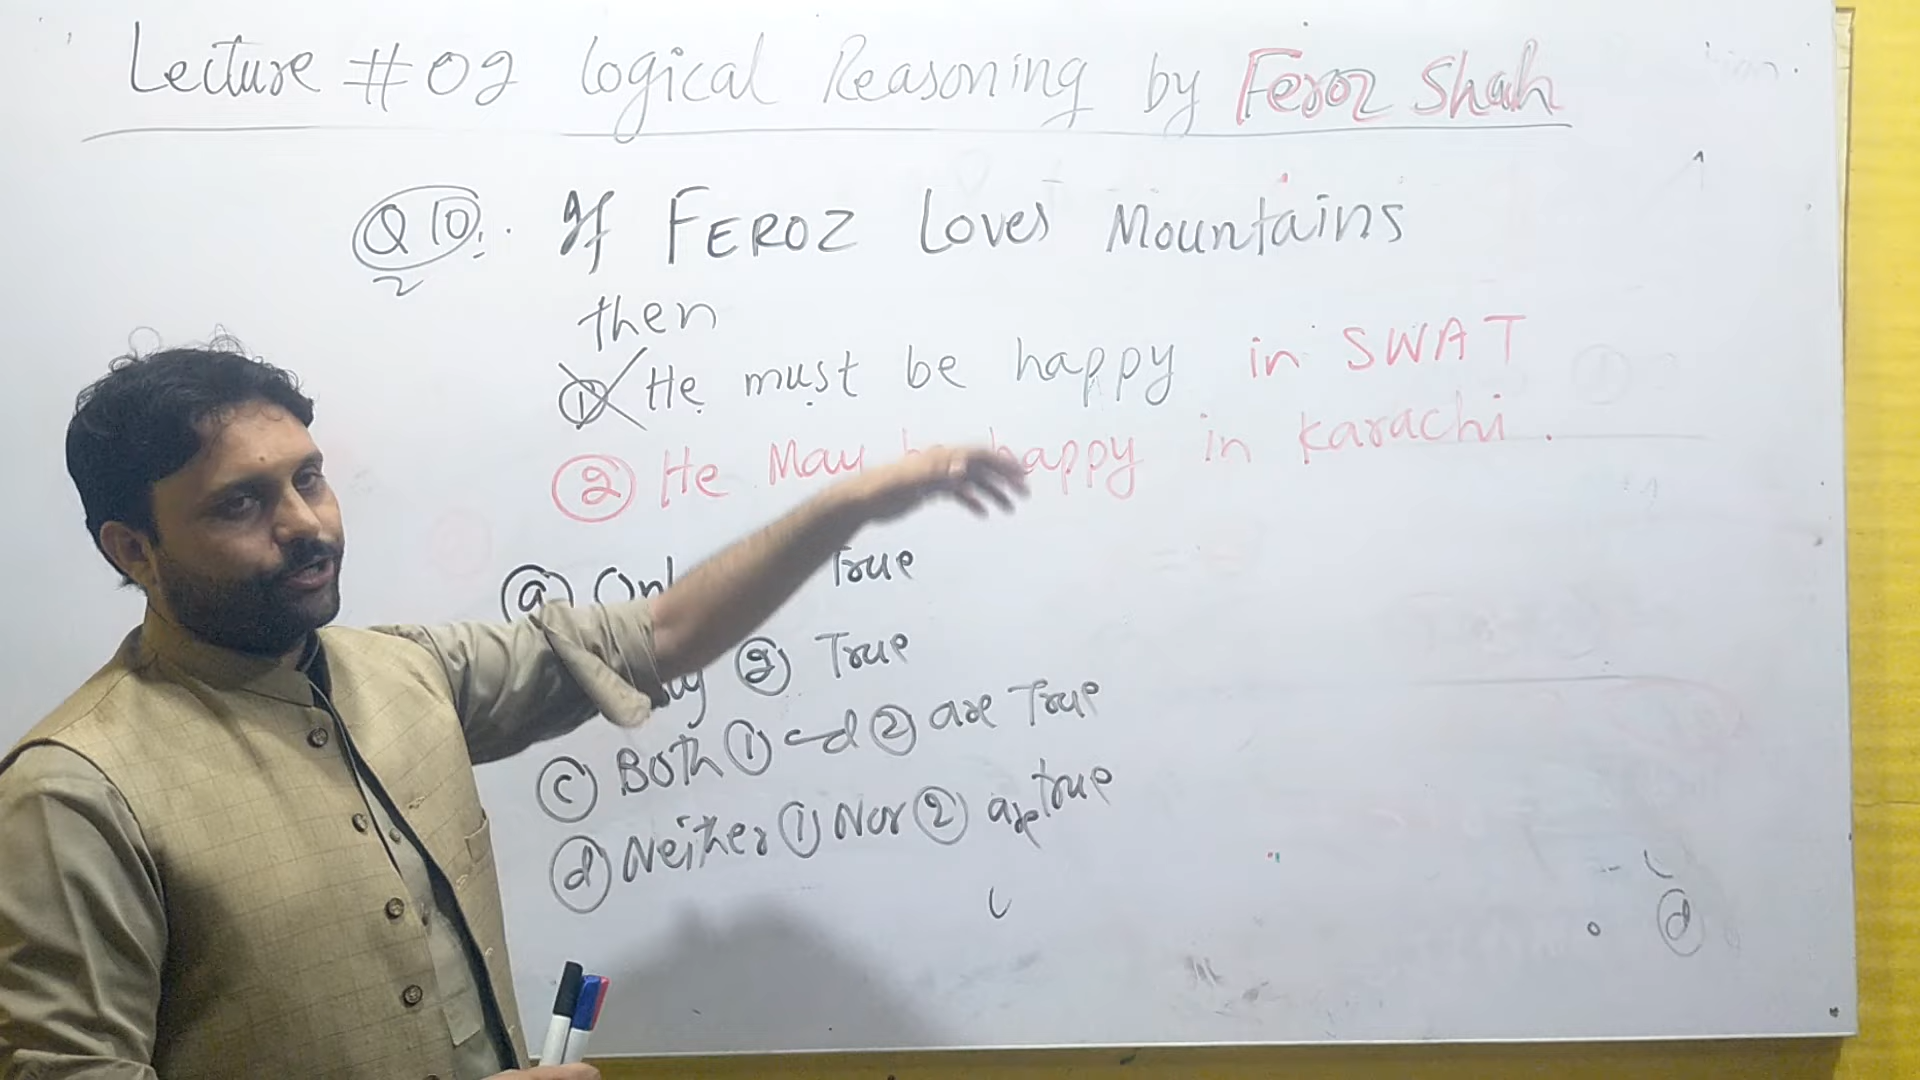 Lecture #02 Logical Reasoning by Feroz Shah
Q 10: If FEROZ Loves Mountains
then
① He must be happy in SWAT
② He May happy in Karachi.
ⓐ True
② True
ⓒ Both ① and ② are True
ⓓ Neither ① Nor ② are true
ⓓ